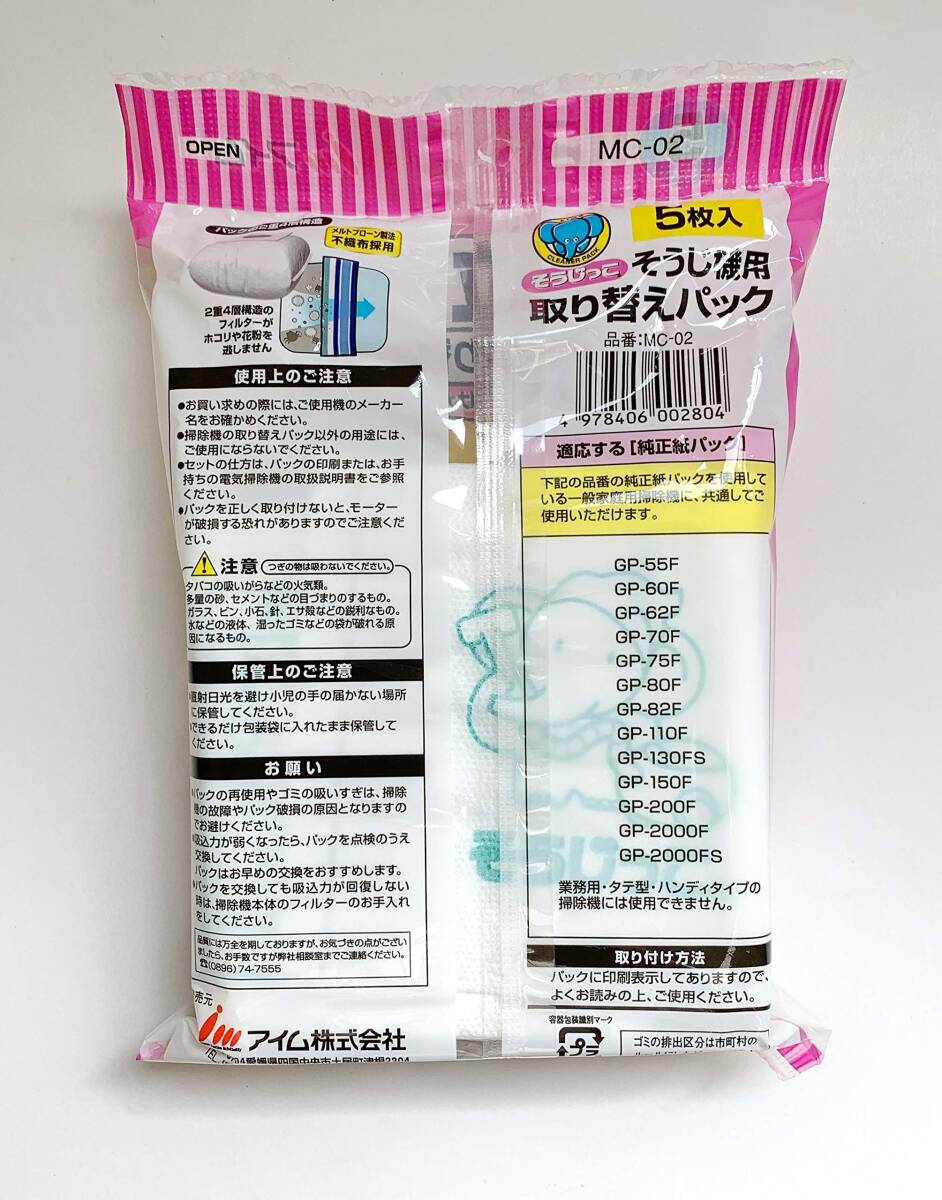 OPEN
パックの2重4層構造
メルトブローン製法
不織布採用
2重4層構造の
フィルターが
ホコリや花粉を
逃しません
使用上のご注意
●お買い求めの際には、ご使用機のメーカー
名をお確かめください。
●掃除機の取り替えパック以外の用途には、
ご使用にならないでください。
●セットの仕方は、パックの印刷または、お手
持ちの電気掃除機の取扱説明書をご参照
ください。
●パックを正しく取り付けないと、モーター
が破損する恐れがありますのでご注意くだ
さい。
注意 つぎの物は吸わないでください。
タバコの吸いがらなどの火気類。
多量の砂、セメントなどの目づまりのするもの。
ガラス、ピン、小石、針、エサ殻などの鋭利なもの。
水などの液体、湿ったゴミなどの袋が破れる原
因になるもの。
保管上のご注意
直射日光を避け小児の手の届かない場所
に保管してください。
できるだけ包装袋に入れたまま保管して
ください。
お願い
パックの再使用やゴミの吸いすぎは、掃除
機の故障やパック破損の原因となりますの
でお避けください。
吸込力が弱くなったら、パックを点検のうえ
交換してください。
パックはお早めの交換をおすすめします。
●パックを交換しても吸込力が回復しない
時は、掃除機本体のフィルターのお手入れ
をしてください。
品質には万全を期しておりますが、お気づきの点がござい
ましたら、お手数ですが弊社相談室までご連絡ください。
☎(0896)74-7555
売元
アイム株式会社
愛媛県四国中央市土居町津根2304
MC-02
5枚入
CLEANER PACK
そうじっこ
そうじ機用
取り替えパック
品番:MC-02
4 978406 002804
適応する[純正紙パック]
下記の品番の純正紙パックを使用して
いる一般家庭用掃除機に、共通してご
使用いただけます。
GP-55F
GP-60F
GP-62F
GP-70F
GP-75F
GP-80F
GP-82F
GP-110F
GP-130FS
GP-150F
GP-200F
GP-2000F
GP-2000FS
業務用・タテ型・ハンディタイプの
掃除機には使用できません。
取り付け方法
パックに印刷表示してありますので、
よくお読みの上、ご使用ください。
容器包装識別マーク
プラ
ゴミの排出区分は市町村の